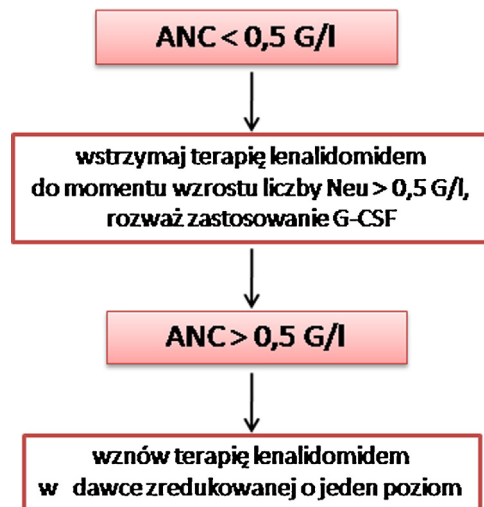 ANC < 0,5 G/l
wstrzymaj terapię lenalidomidem
do momentu wzrostu liczby Neu > 0,5 G/l,
rozważ zastosowanie G-CSF
ANC > 0,5 G/l
wznów terapię lenalidomidem
w dawce zredukowanej o jeden poziom